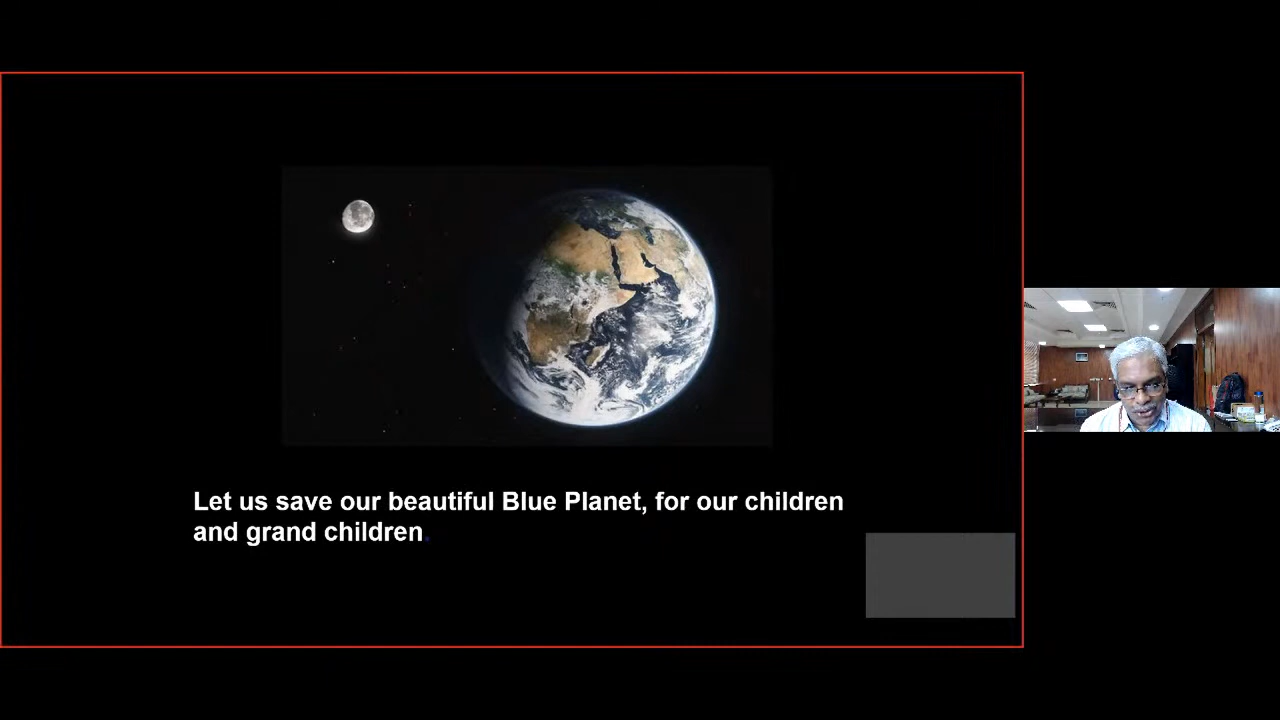 Let us save our beautiful Blue Planet, for our children
and grand children.